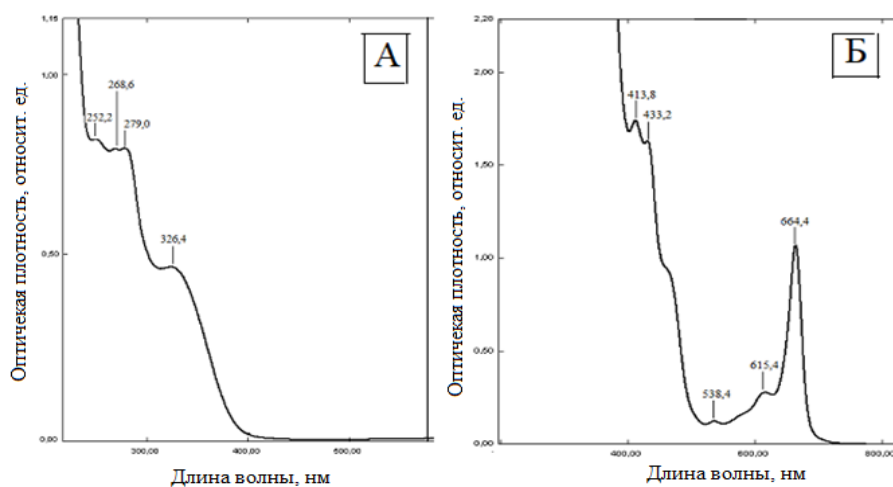 Оптичекая плотность, относит. ед.
1,15
1,00
0,50
0,00
А
252,2
268,6
279,0
326,4
300,00 400,00
Длина волны, нм
Оптичекая плотность, относит. ед.
2,20
2,00
1,50
1,00
0,50
0,00
Б
413,8
433,2
664,4
538,4
615,4
400,00 600,00 800,00
Длина волны, нм